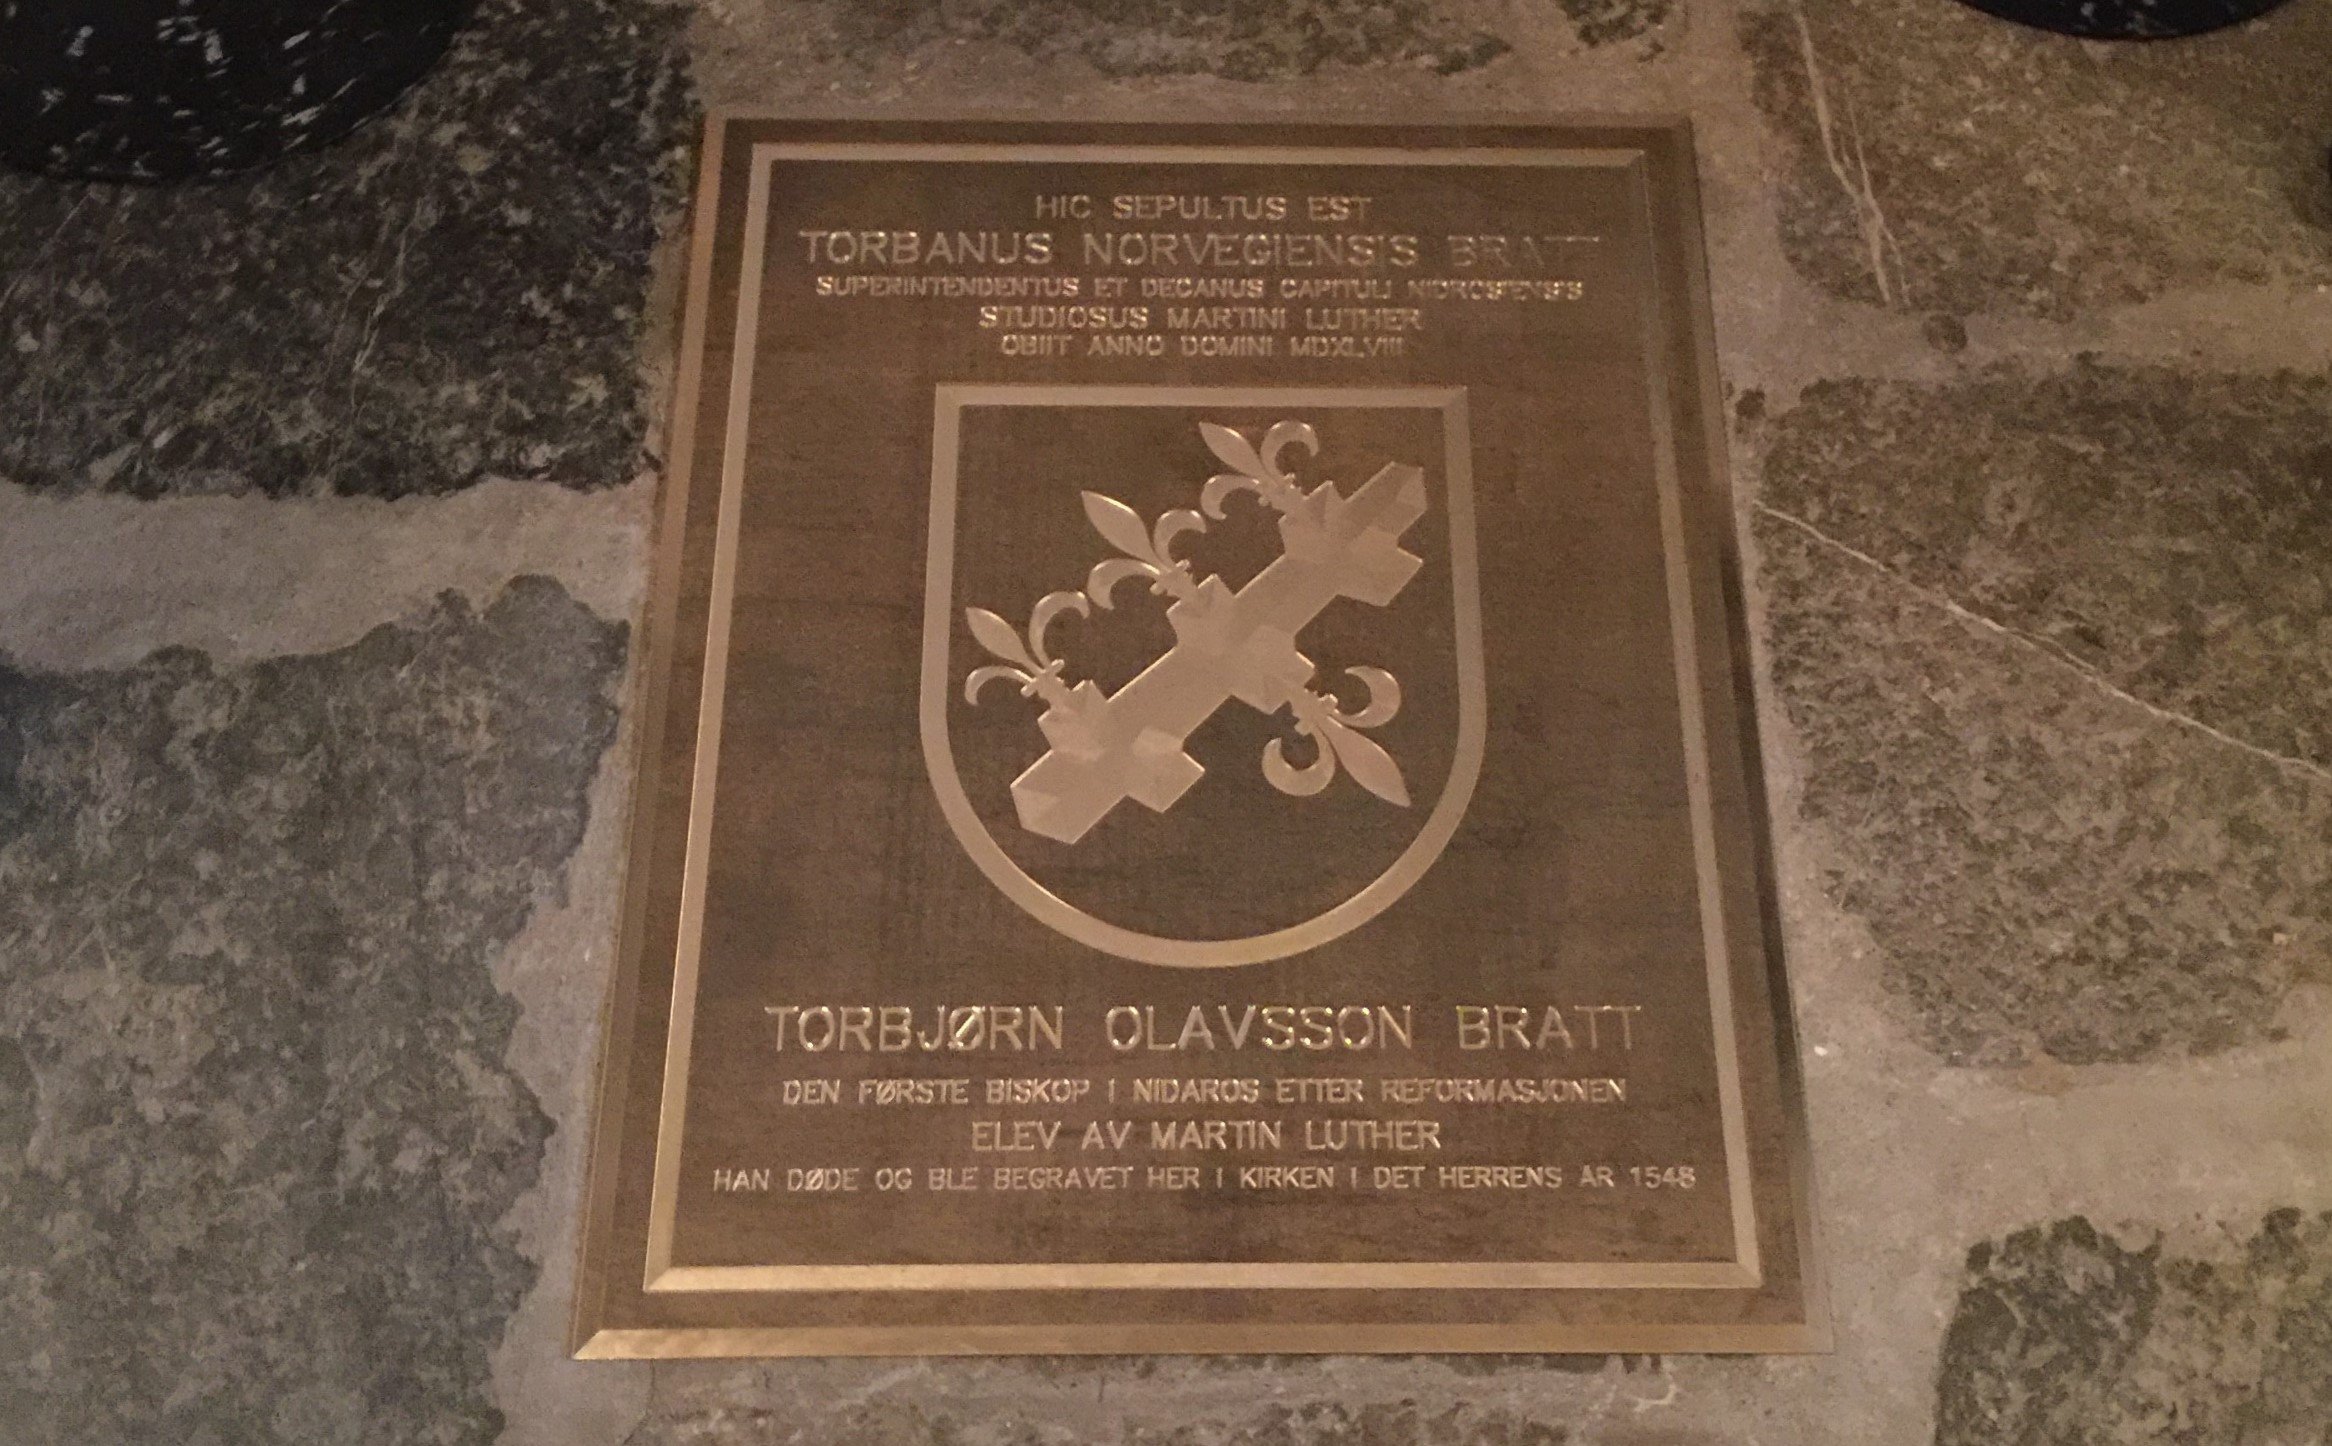 HIC SEPULTUS EST
TORBANUS NORVEGIENSIS BRATT
SUPERINTENDENTUS ET DECANUS CAPITULI NIDROSIENSIS
STUDIOSUS MARTINI LUTHER
OBIIT ANNO DOMINI MDXLVIII
TORBJØRN OLAVSSON BRATT
DEN FØRSTE BISKOP I NIDAROS ETTER REFORMASJONEN
ELEV AV MARTIN LUTHER
HAN DØDE OG BLE BEGRAVET HER I KIRKEN I DET HERRENS ÅR 1548